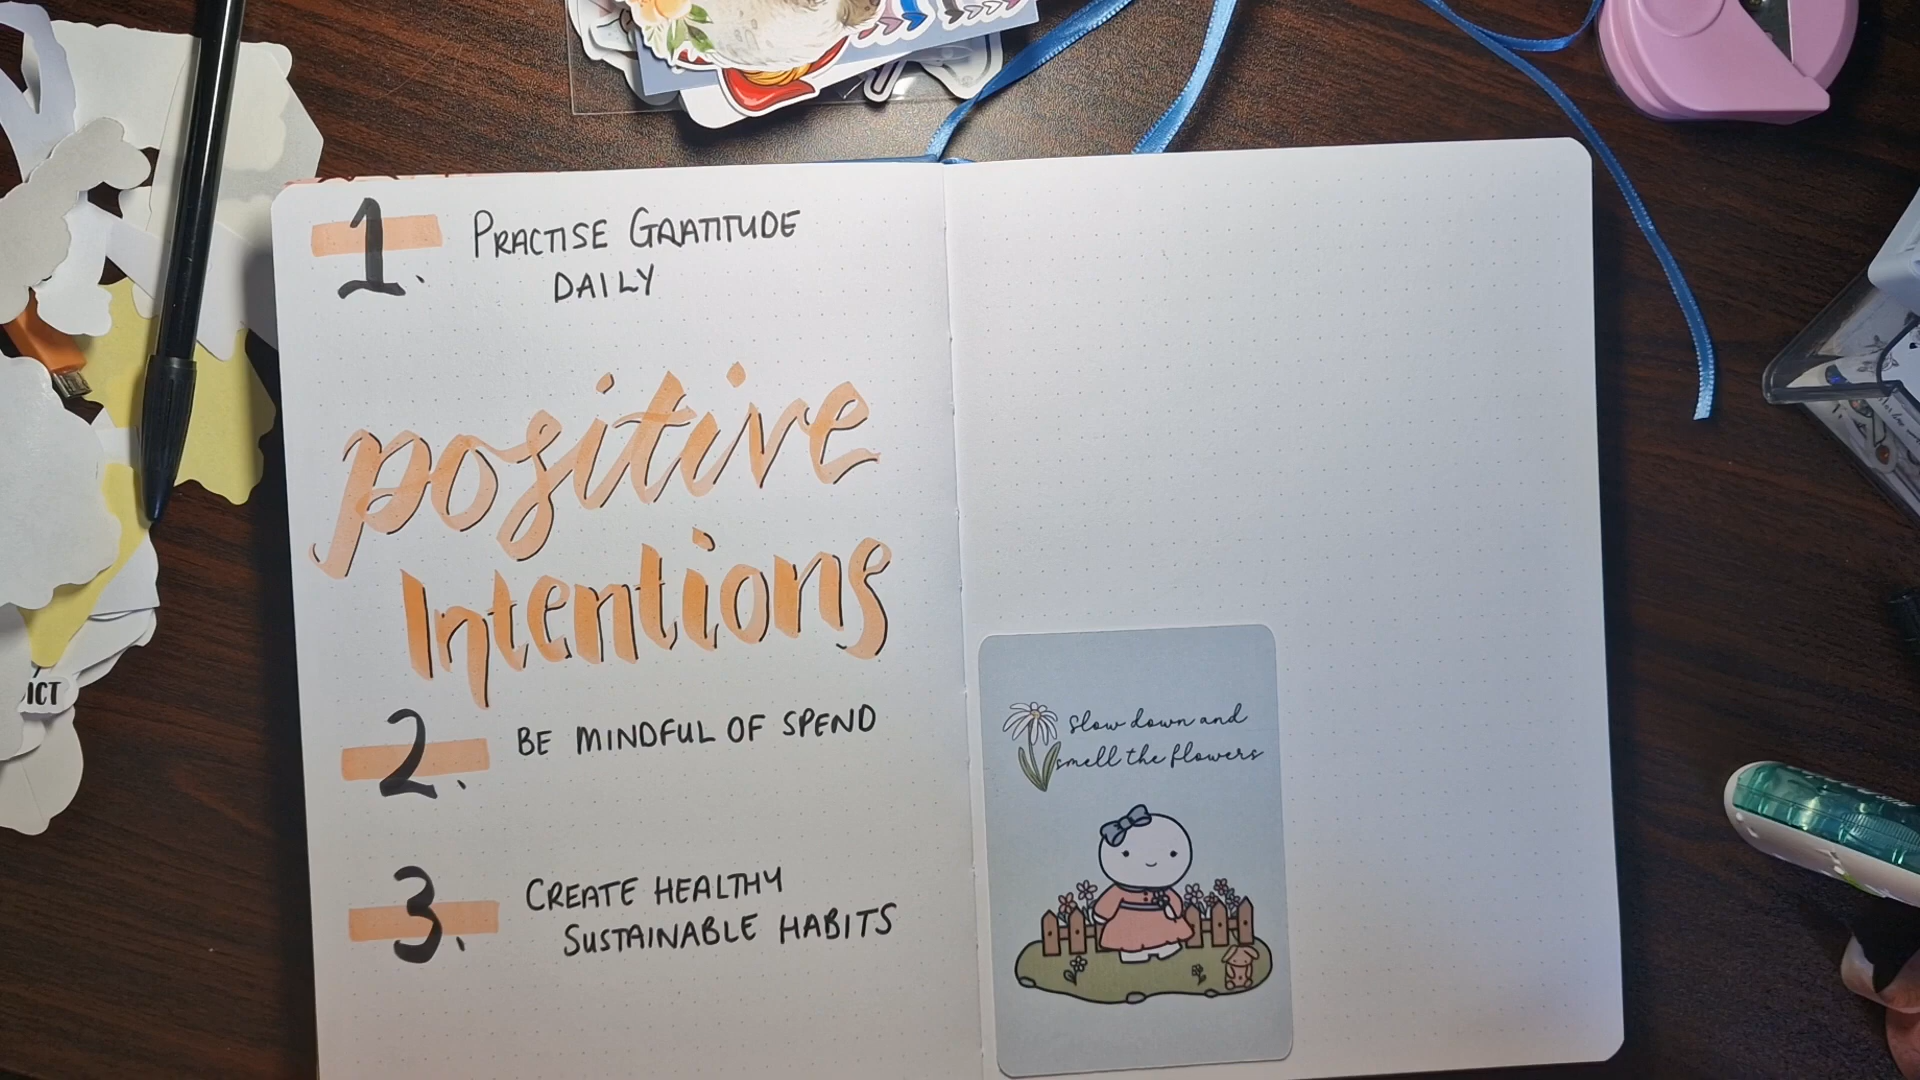 1. PRACTISE GRATITUDE
DAILY
positive
Intentions
2. BE MINDFUL OF SPEND
3. CREATE HEALTHY
SUSTAINABLE HABITS
Slow down and
smell the flowers
ICT